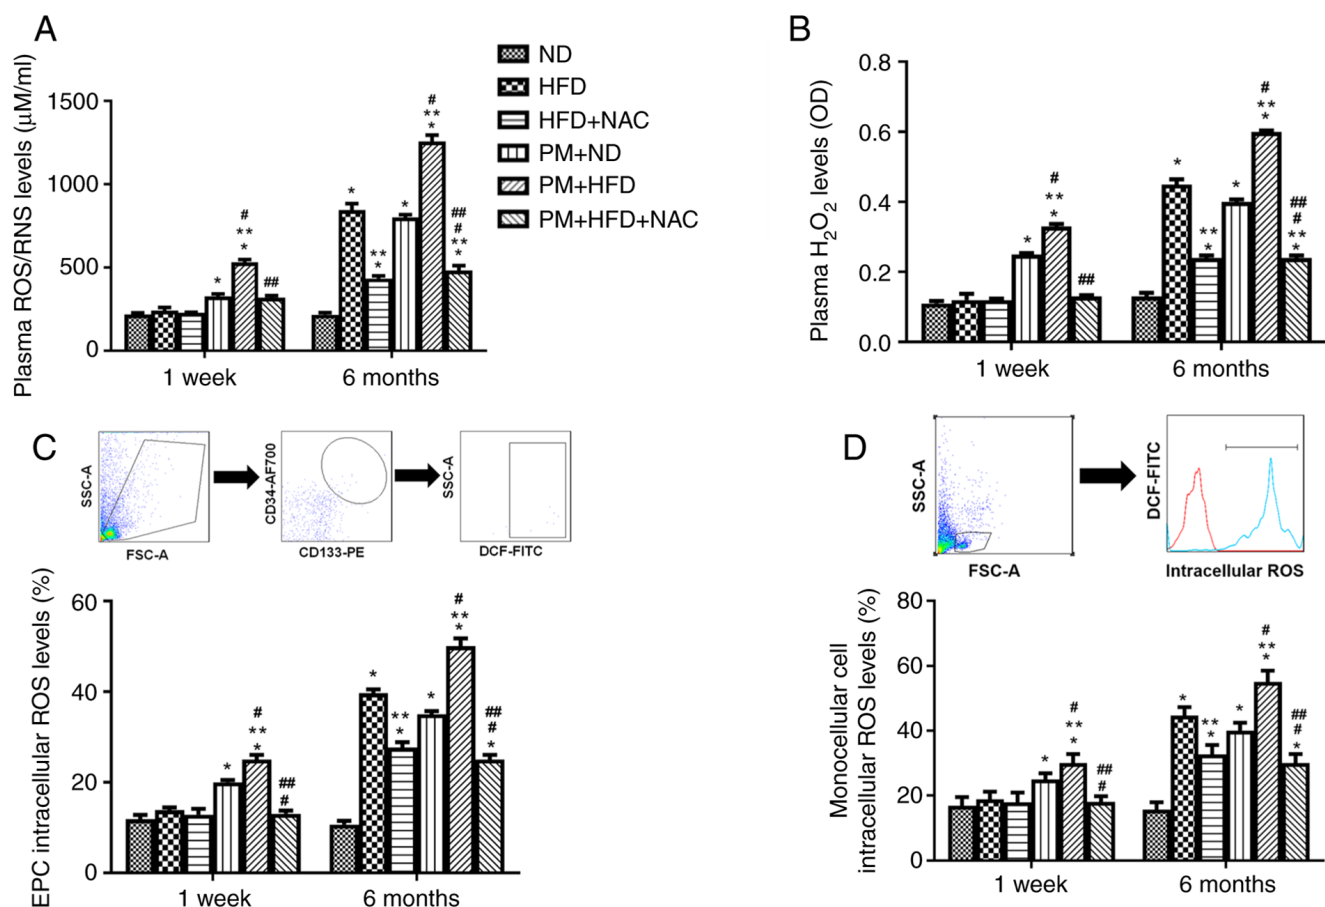 A
Plasma ROS/RNS levels (μM/ml)
1500
1000
500
0
#
**
*
*
##
*
**
*
*
#
**
*
##
#
**
*
1 week
6 months
ND
HFD
HFD+NAC
PM+ND
PM+HFD
PM+HFD+NAC
B
Plasma H2O2 levels (OD)
0.8
0.6
0.4
0.2
0.0
*
#
**
*
##
*
**
*
*
#
**
*
##
#
**
*
1 week
6 months
C
SSC-A
FSC-A
CD34-AF700
CD133-PE
SSC-A
DCF-FITC
EPC intracellular ROS levels (%)
60
40
20
0
*
#
**
*
##
#
*
**
*
*
#
**
*
##
#
*
1 week
6 months
D
SSC-A
FSC-A
DCF-FITC
Intracellular ROS
Monocellular cell
intracellular ROS levels (%)
80
60
40
20
0
*
#
**
*
##
#
*
**
*
*
#
**
*
##
#
*
1 week
6 months